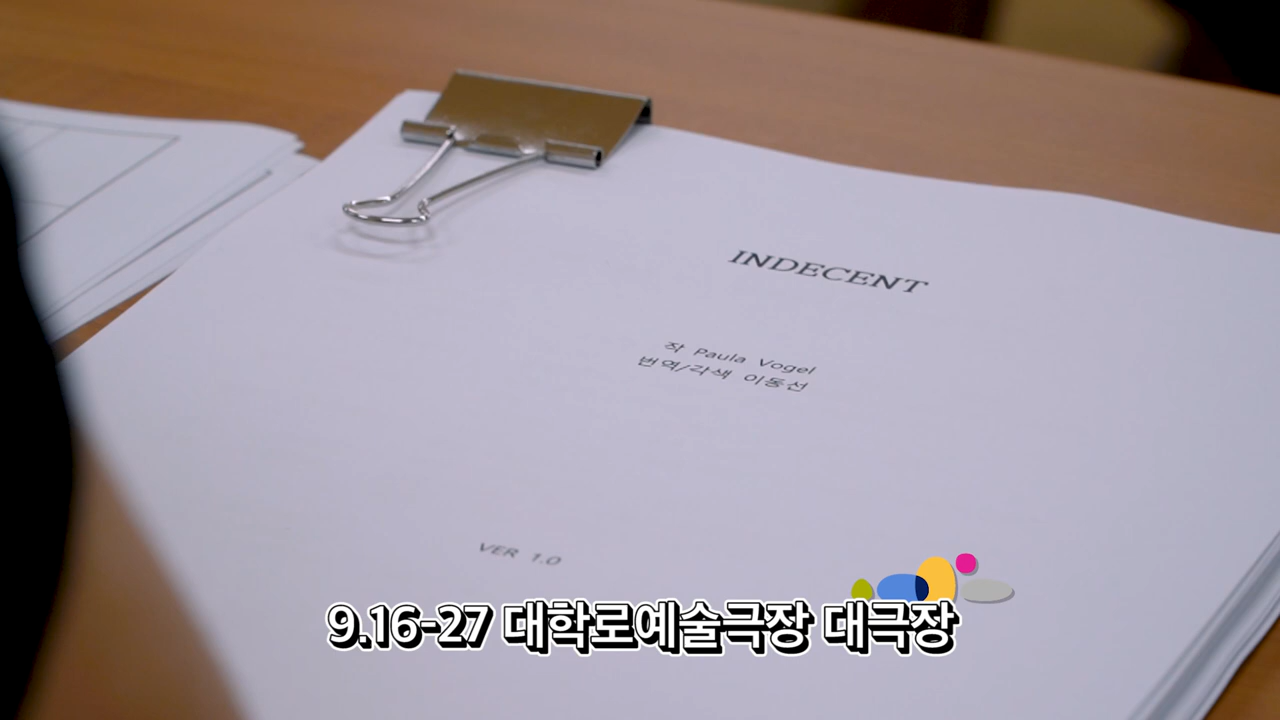 INDECENT
작 Paula Vogel
번역/각색 이동선
VER 1.0
9.16-27 대학로예술극장 대극장